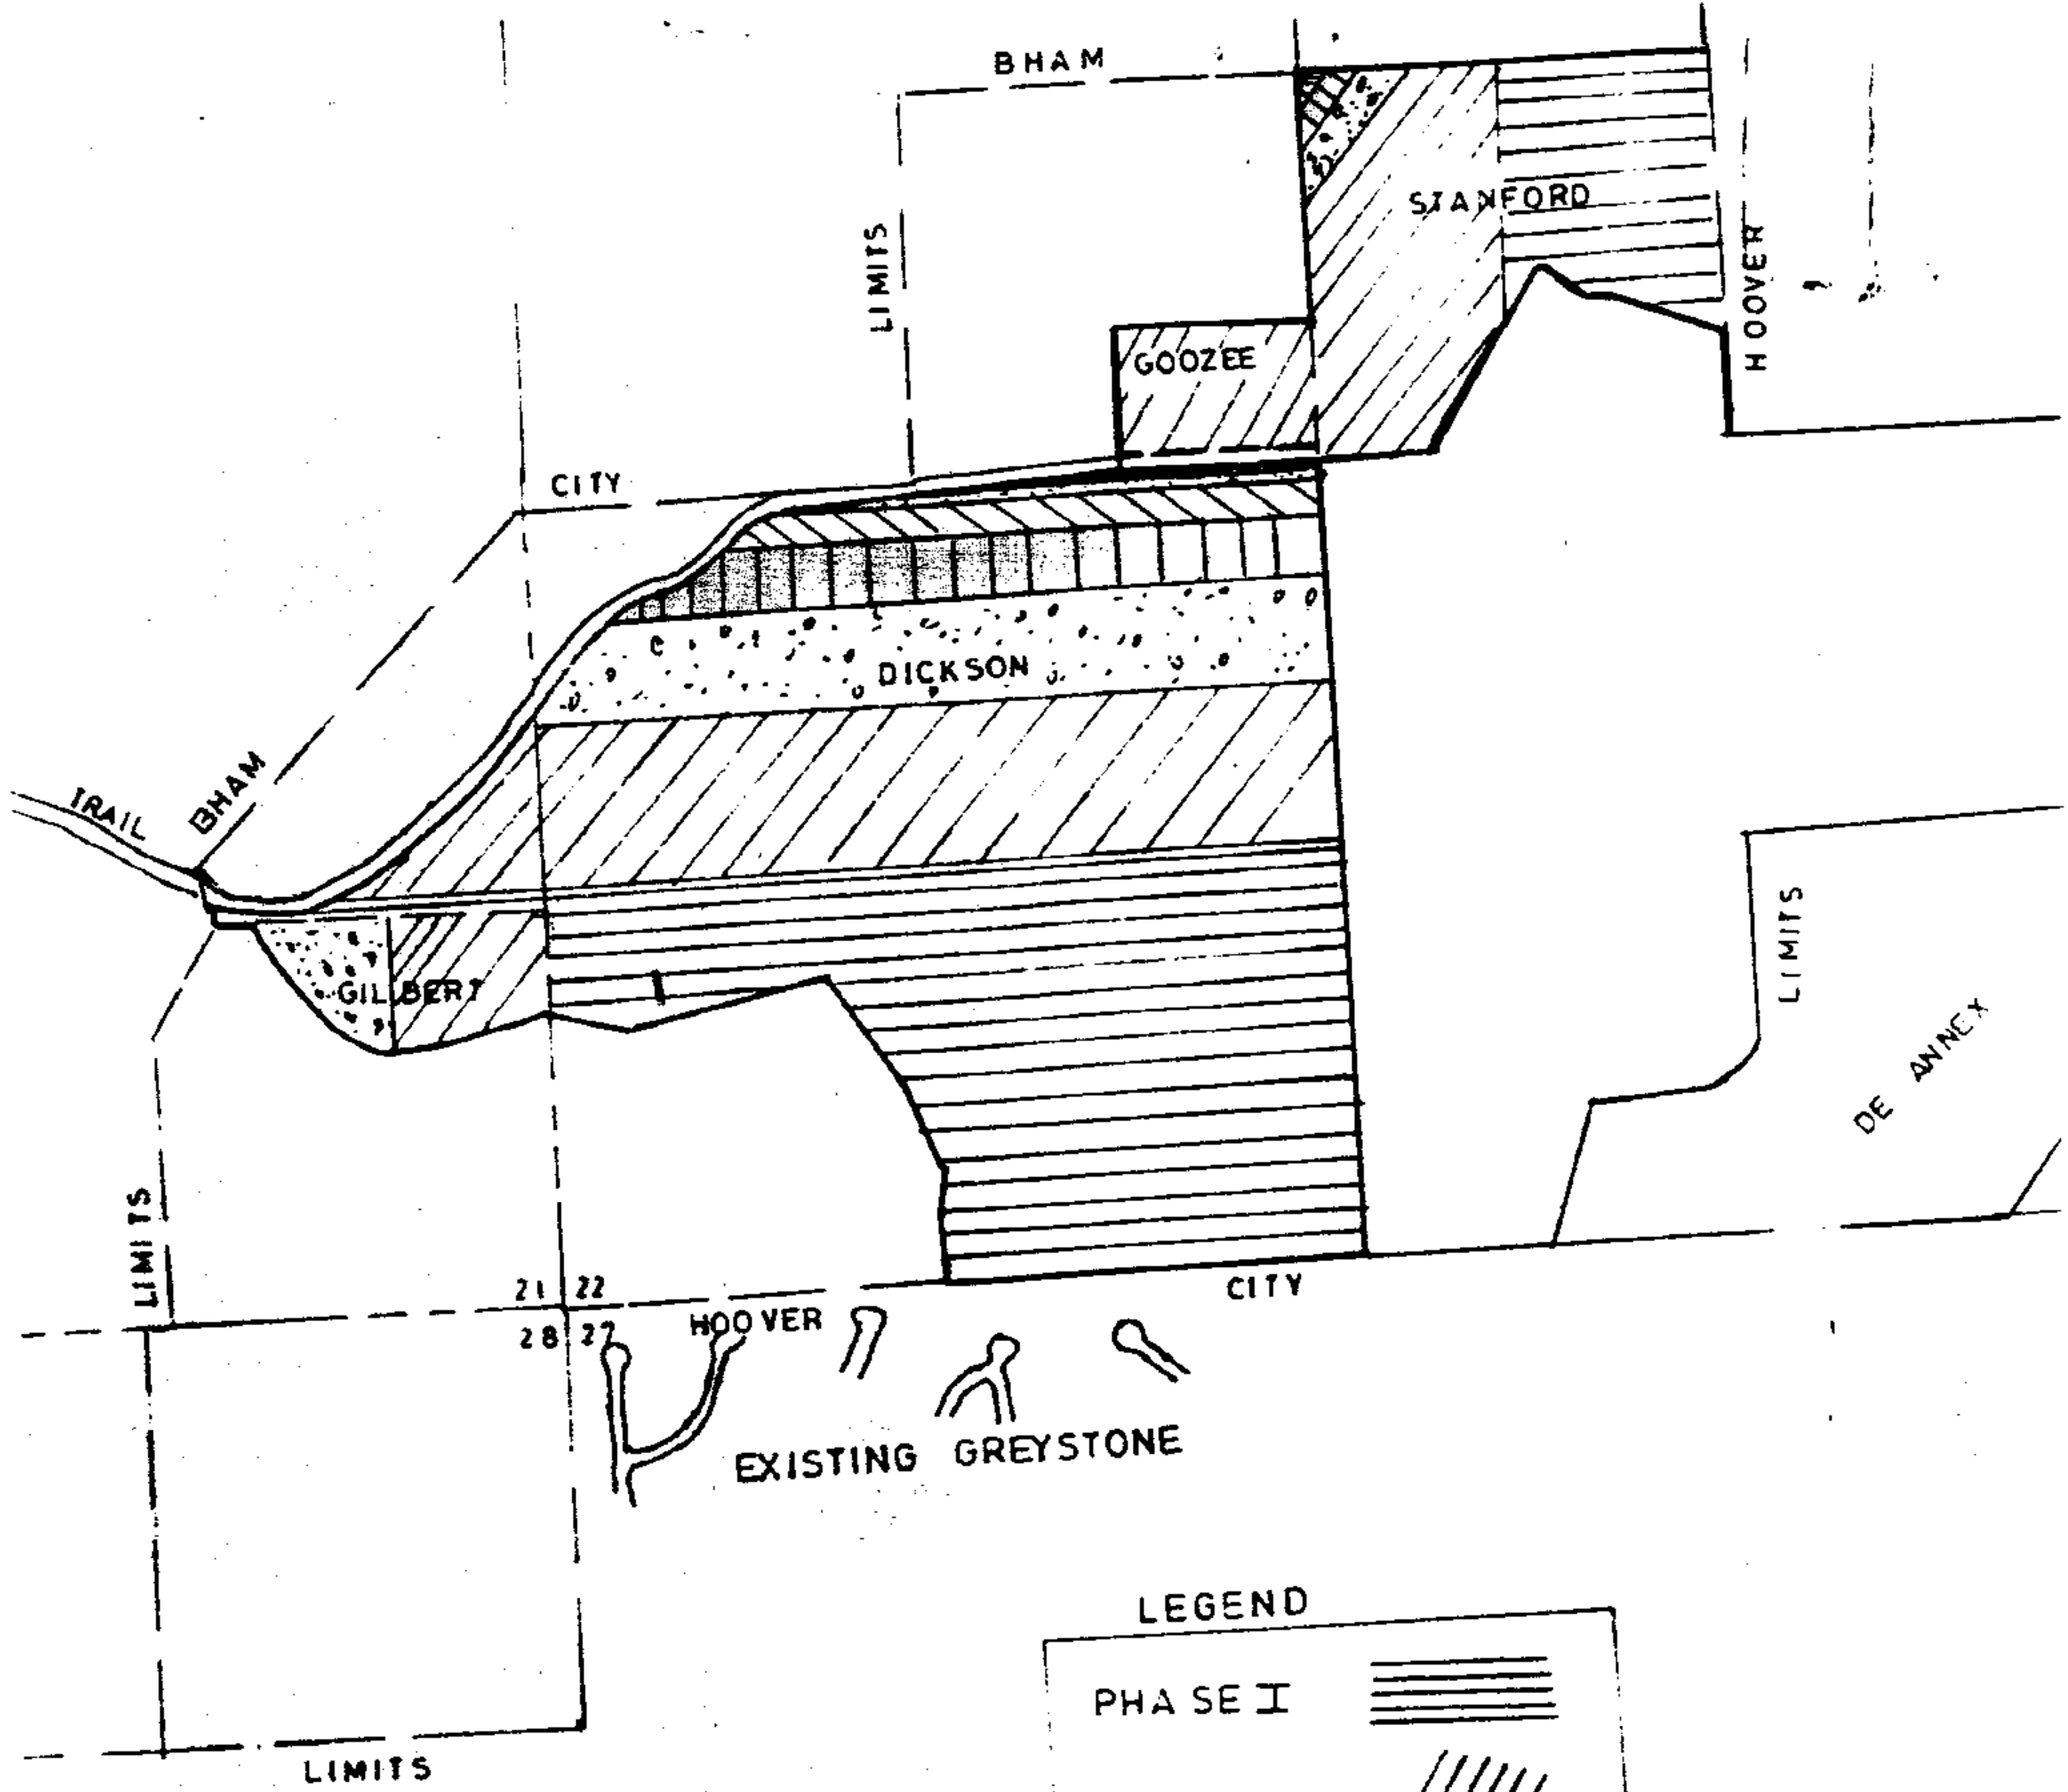 BHAM
STANFORD
LIMITS
HOOVER
GOOZEE
CITY
DICKSON
BHAM
TRAIL
LIMITS
GILBERT
DE ANNEX
LIMITS
21 22
28 27
CITY
HOOVER
EXISTING GREYSTONE
LEGEND
PHASE I
LIMITS